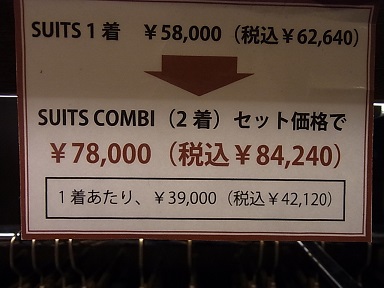 SUITS 1着 ￥58,000（税込￥62,640）
SUITS COMBI（2着）セット価格で
￥78,000（税込￥84,240）
1着あたり、￥39,000（税込￥42,120）